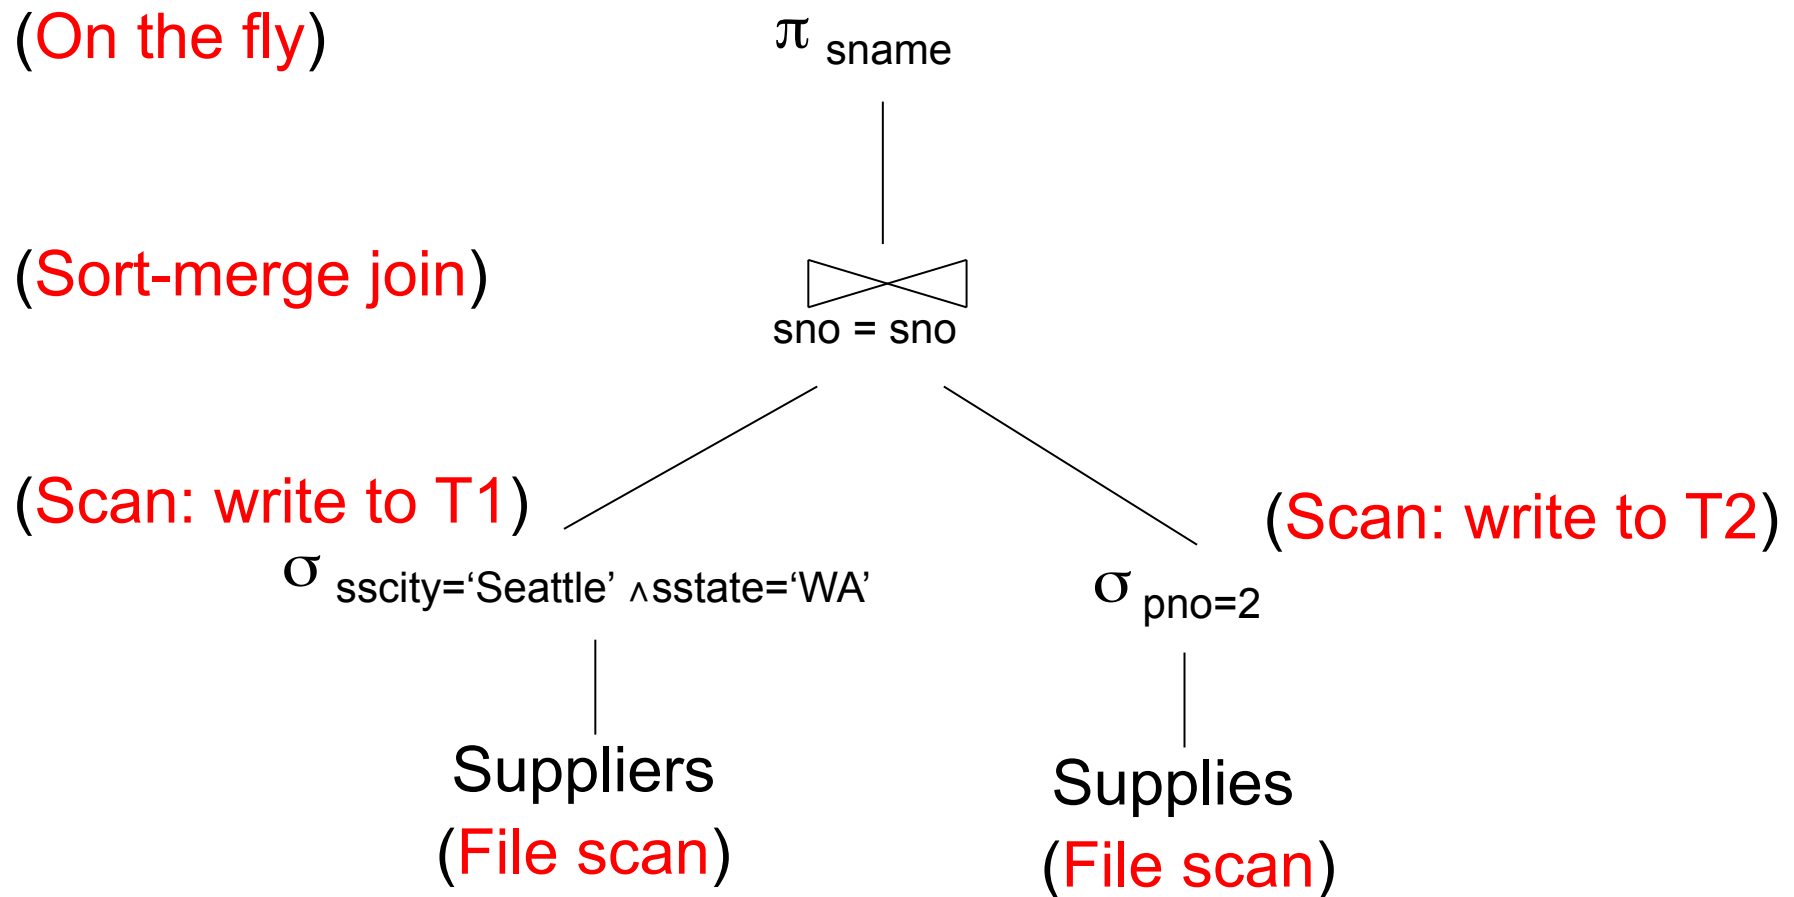 (On the fly)
π sname
(Sort-merge join)
sno = sno
(Scan: write to T1)
(Scan: write to T2)
σ sscity=‘Seattle’ ∧sstate=‘WA’
σ pno=2
Suppliers
Supplies
(File scan)
(File scan)